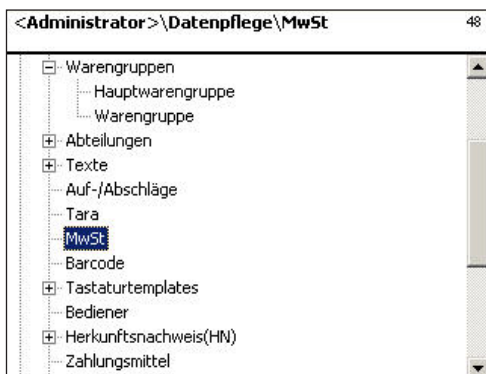 <Administrator>\Datenpflege\MwSt 48
Warengruppen
Hauptwarengruppe
Warengruppe
Abteilungen
Texte
Auf-/Abschläge
Tara
MwSt
Barcode
Tastaturtemplates
Bediener
Herkunftsnachweis(HN)
Zahlungsmittel